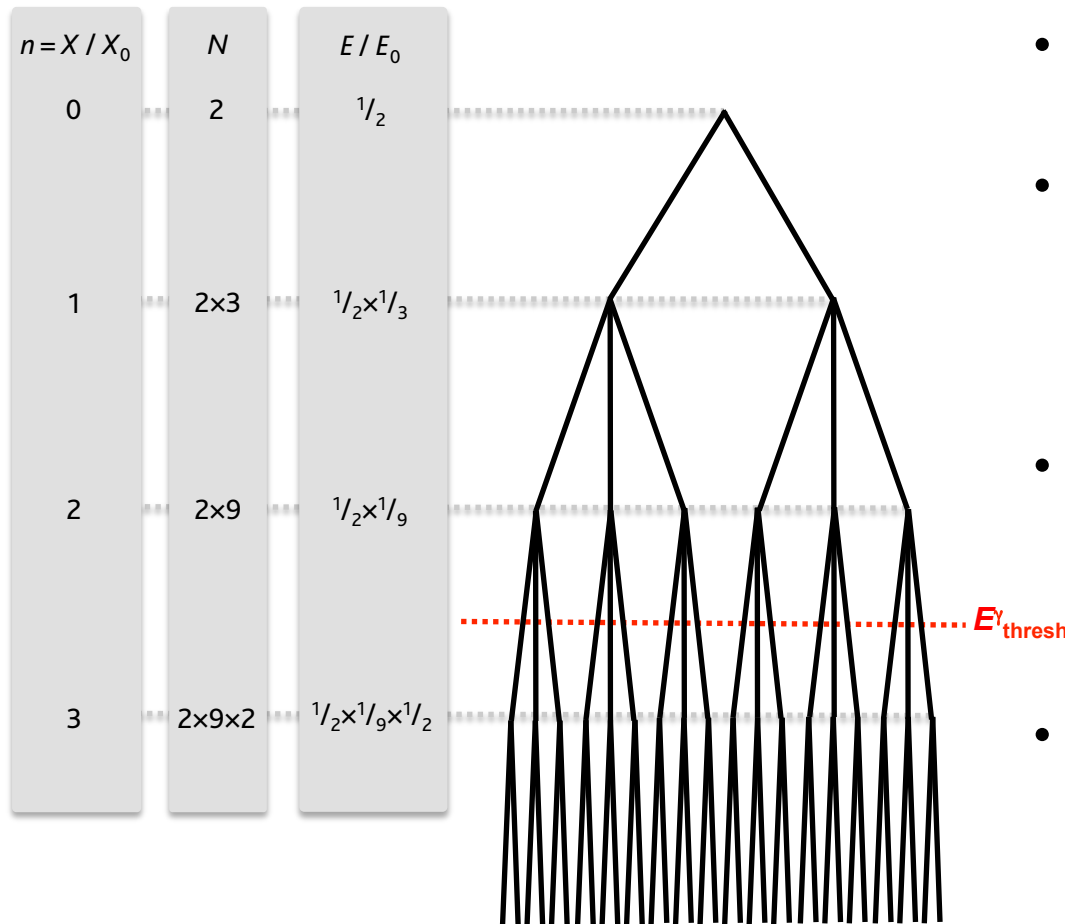 n = X / X₀ N E / E₀
0 2 ¹/₂
1 2×3 ¹/₂×¹/₃
2 2×9 ¹/₂×¹/₉
Eᵞthresh
3 2×9×2 ¹/₂×¹/₉×¹/₂